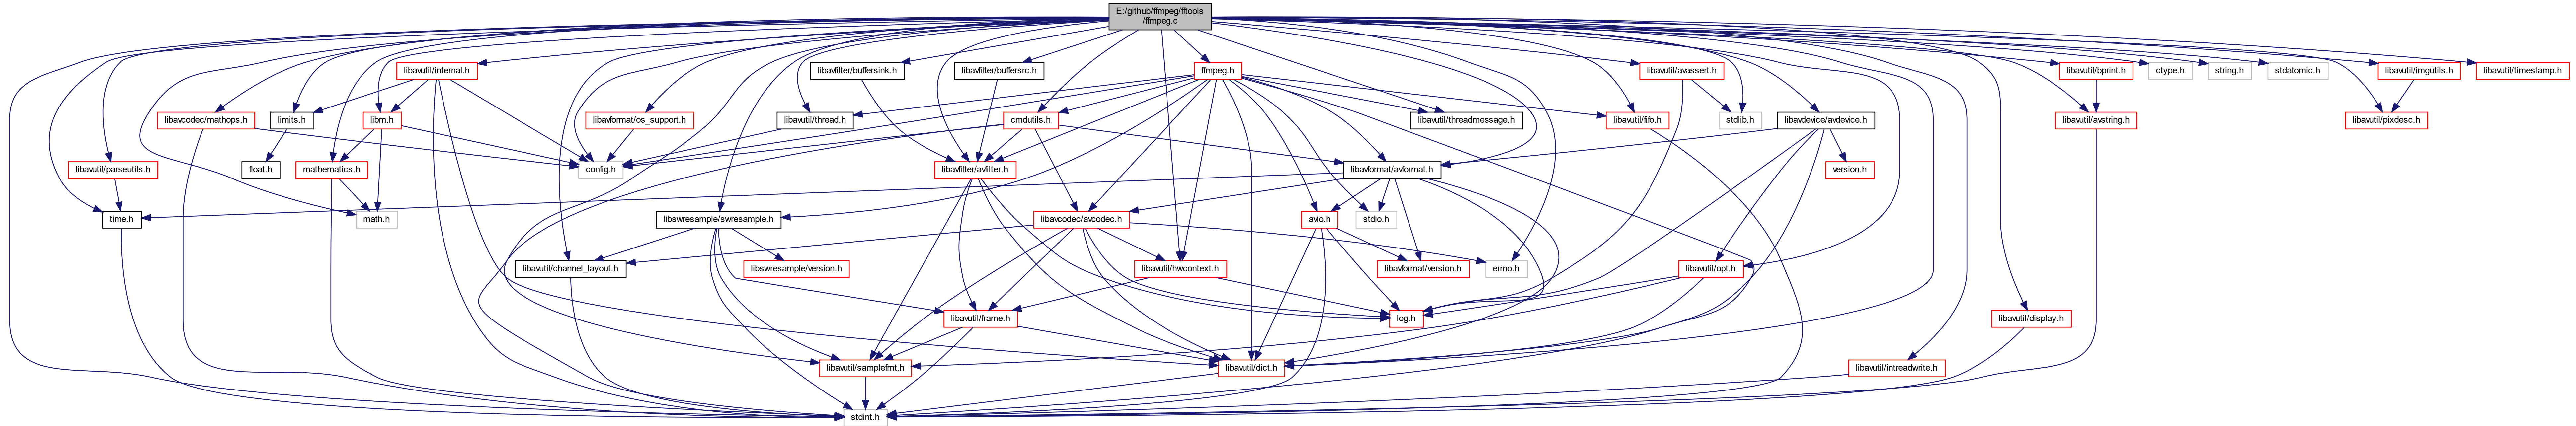 E:/github/ffmpeg/fftools
/ffmpeg.c
libavutil/internal.h
libavfilter/buffersink.h
libavfilter/buffersrc.h
ffmpeg.h
libavutil/avassert.h
libavutil/bprint.h
ctype.h
string.h
stdatomic.h
libavutil/imgutils.h
libavutil/timestamp.h
libavcodec/mathops.h
limits.h
libm.h
libavformat/os_support.h
libavutil/thread.h
cmdutils.h
libavutil/threadmessage.h
libavutil/fifo.h
stdlib.h
libavdevice/avdevice.h
libavutil/avstring.h
libavutil/pixdesc.h
libavutil/parseutils.h
float.h
mathematics.h
config.h
libavfilter/avfilter.h
libavformat/avformat.h
version.h
time.h
math.h
libswresample/swresample.h
libavcodec/avcodec.h
avio.h
stdio.h
libavutil/channel_layout.h
libswresample/version.h
libavutil/hwcontext.h
libavformat/version.h
errno.h
libavutil/opt.h
libavutil/frame.h
log.h
libavutil/display.h
libavutil/samplefmt.h
libavutil/dict.h
libavutil/intreadwrite.h
stdint.h